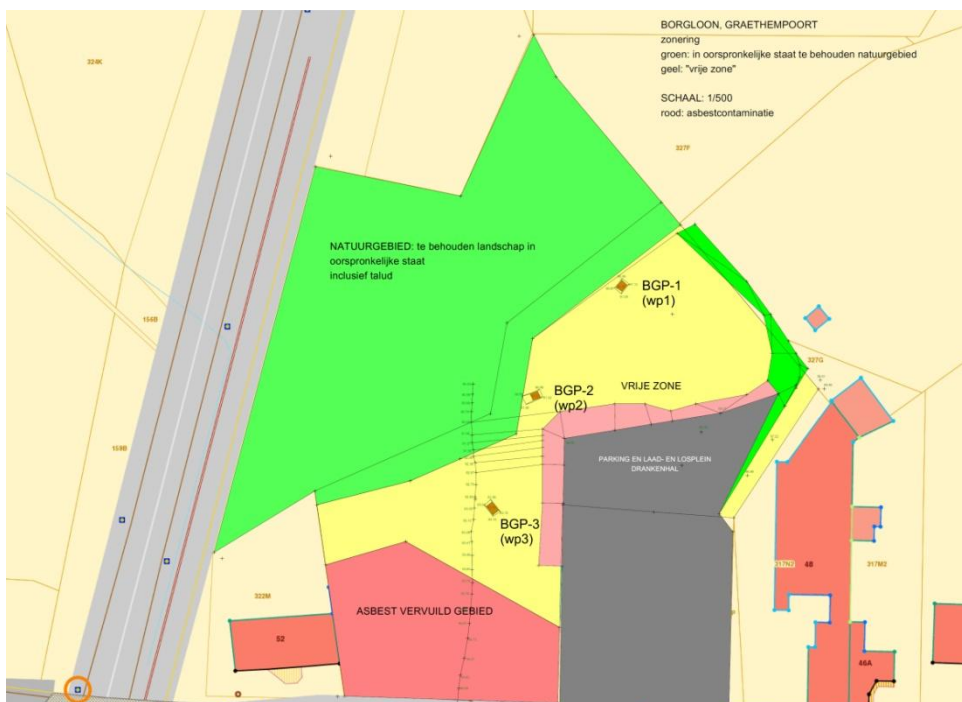 BORGLOON, GRAETHEMPOORT
zonering
groen: in oorspronkelijke staat te behouden natuurgebied
geel: "vrije zone"
SCHAAL: 1/500
rood: asbestcontaminatie
324K
327F
NATUURGEBIED: te behouden landschap in
oorspronkelijke staat
inclusief talud
BGP-1
(wp1)
156B
327G
BGP-2
(wp2)
VRIJE ZONE
159B
PARKING EN LAAD- EN LOSPLEIN
DRANKENHAL
BGP-3
(wp3)
317N2
48
317M2
322M
ASBEST VERVUILD GEBIED
52
46A